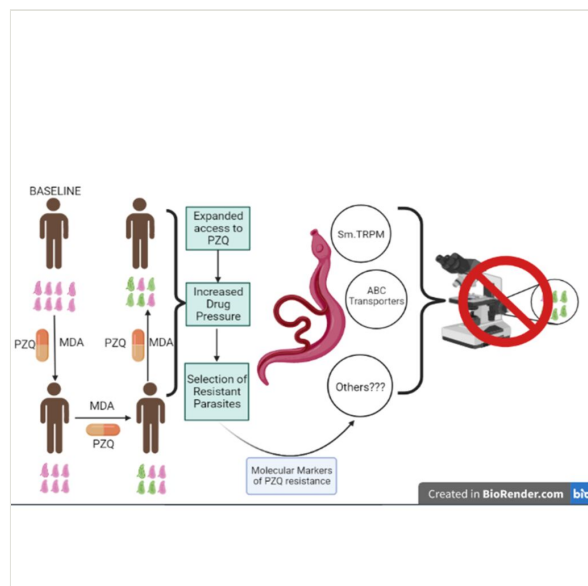 BASELINE
PZQ
MDA
MDA
PZQ
PZQ
MDA
Expanded
access to
PZQ
Increased
Drug
Pressure
Selection of
Resistant
Parasites
Molecular Markers
of PZQ resistance
Sm.TRPM
ABC
Transporters
Others???
Created in BioRender.com